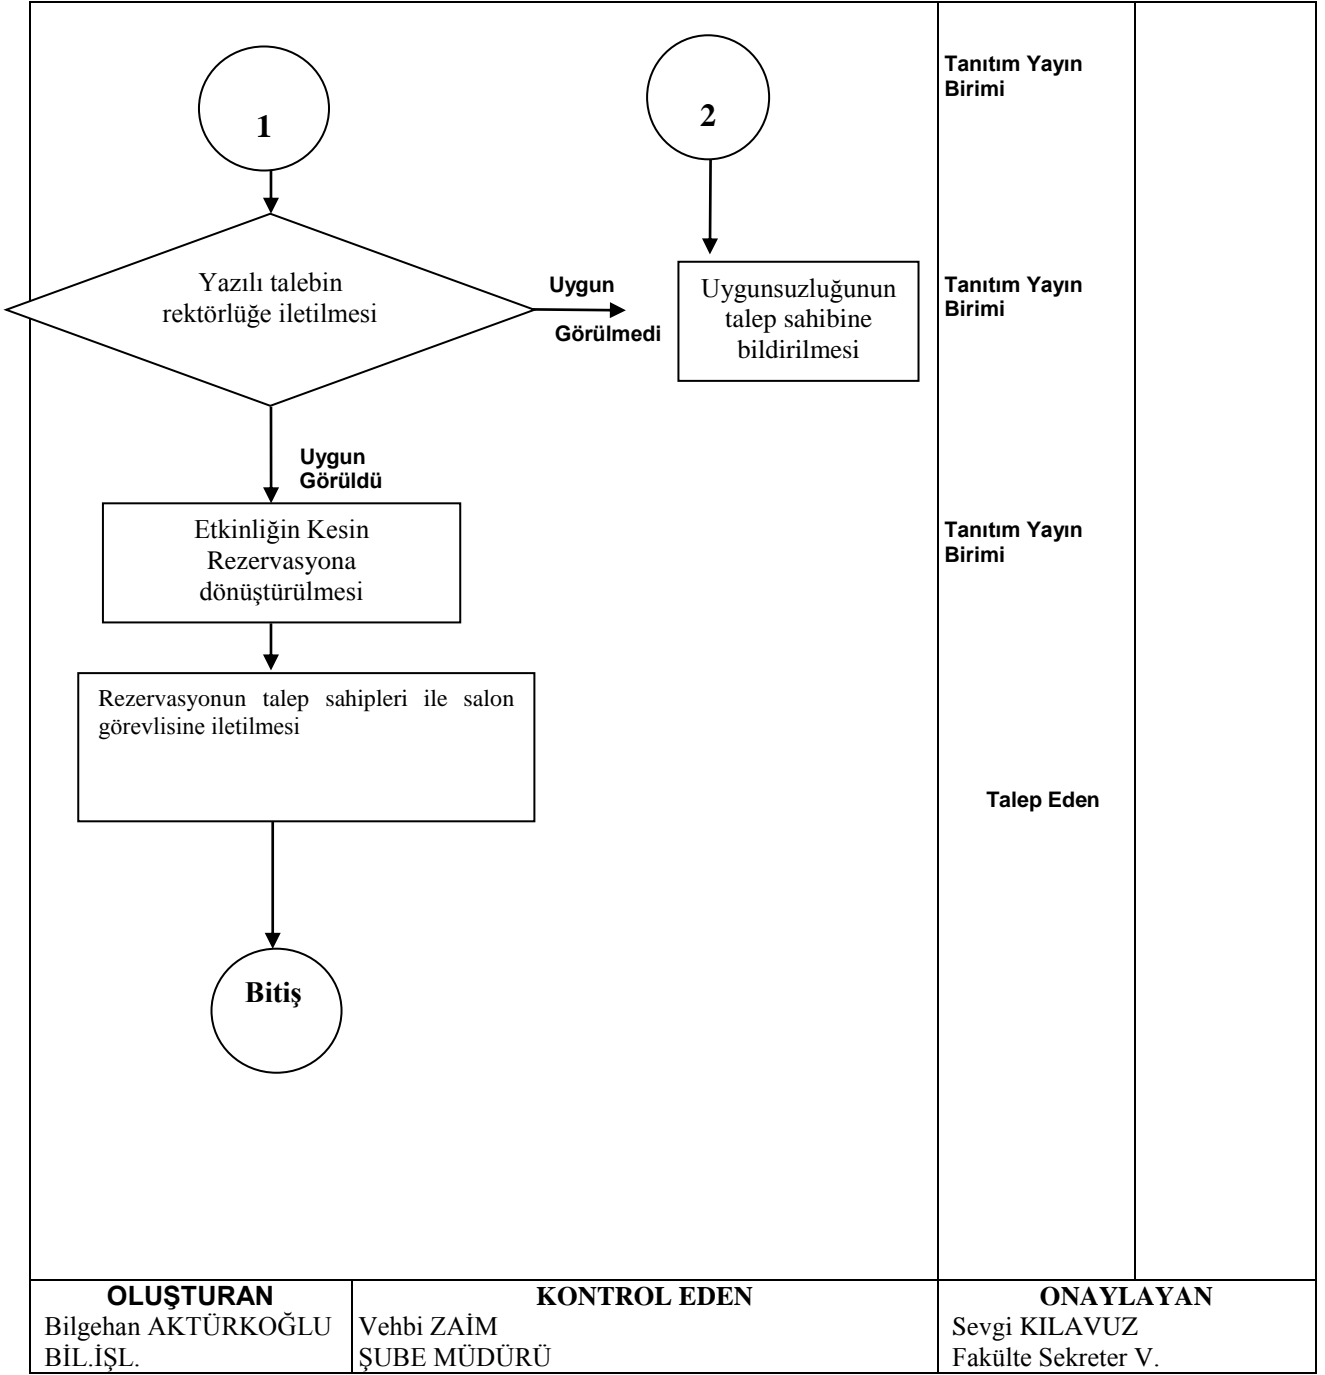 1
2
Tanıtım Yayın
Birimi
Yazılı talebin
rektörlüğe iletilmesi
Uygun
Görülmedi
Uygunsuzluğunun
talep sahibine
bildirilmesi
Tanıtım Yayın
Birimi
Uygun
Görüldü
Etkinliğin Kesin
Rezervasyona
dönüştürülmesi
Tanıtım Yayın
Birimi
Rezervasyonun talep sahipleri ile salon
görevlisine iletilmesi
Talep Eden
Bitiş
OLUŞTURAN
Bilgehan AKTÜRKOĞLU
BİL.İŞL.
KONTROL EDEN
Vehbi ZAİM
ŞUBE MÜDÜRÜ
ONAYLAYAN
Sevgi KILAVUZ
Fakülte Sekreter V.